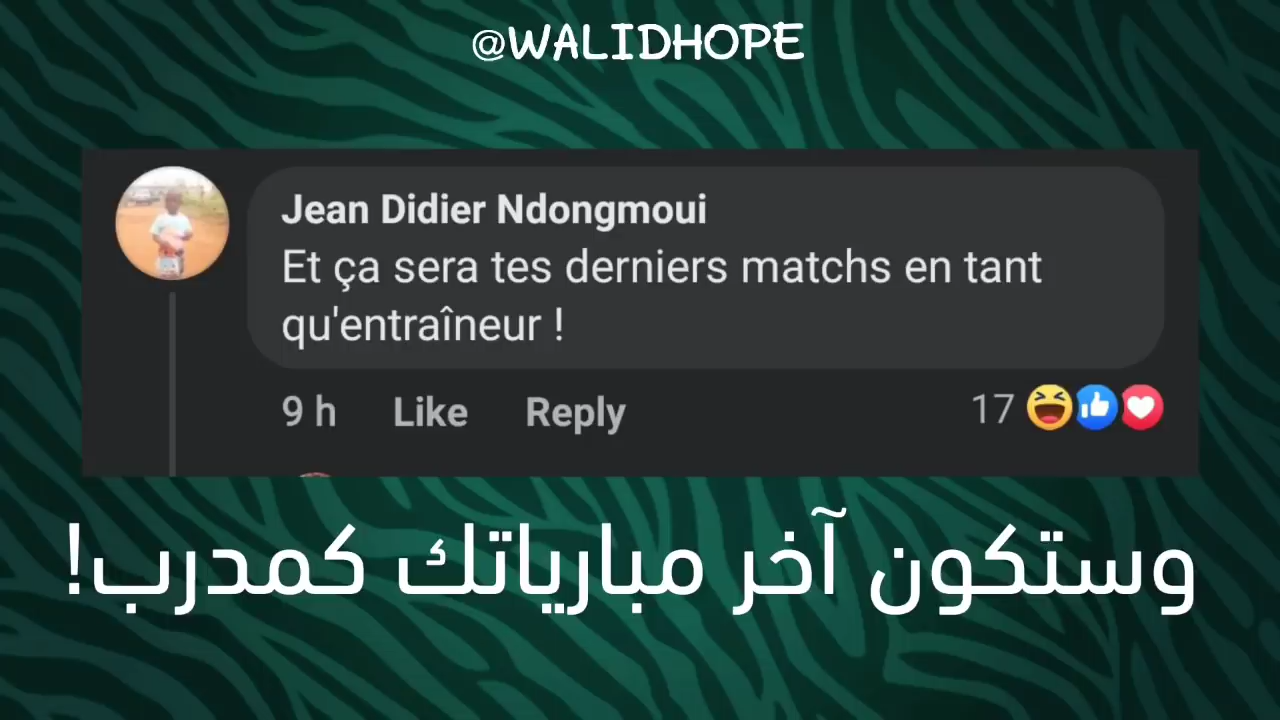 @WALIDHOPE
Jean Didier Ndongmoui
Et ça sera tes derniers matchs en tant
qu'entraîneur !
9 h Like Reply 17
وستكون آخر مبارياتك كمدرب!